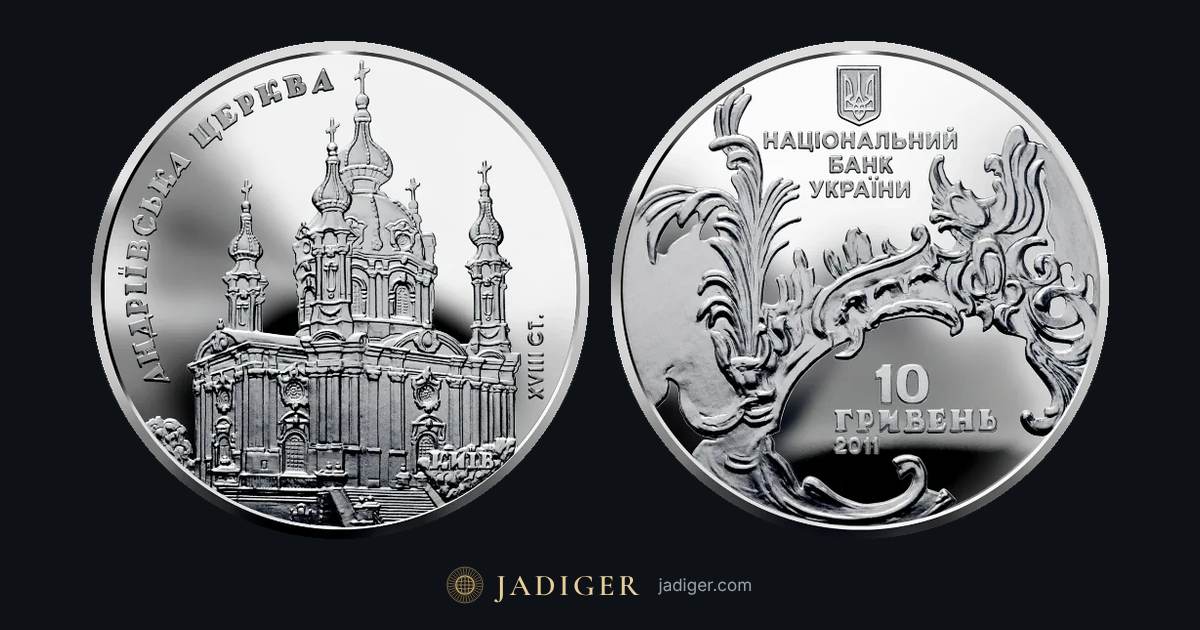 АНДРІЇВСЬКА ЦЕРКВА
XVIII СТ.
КИЇВ
НАЦІОНАЛЬНИЙ
БАНК
УКРАЇНИ
10
ГРИВЕНЬ
2011
JADIGER jadiger.com